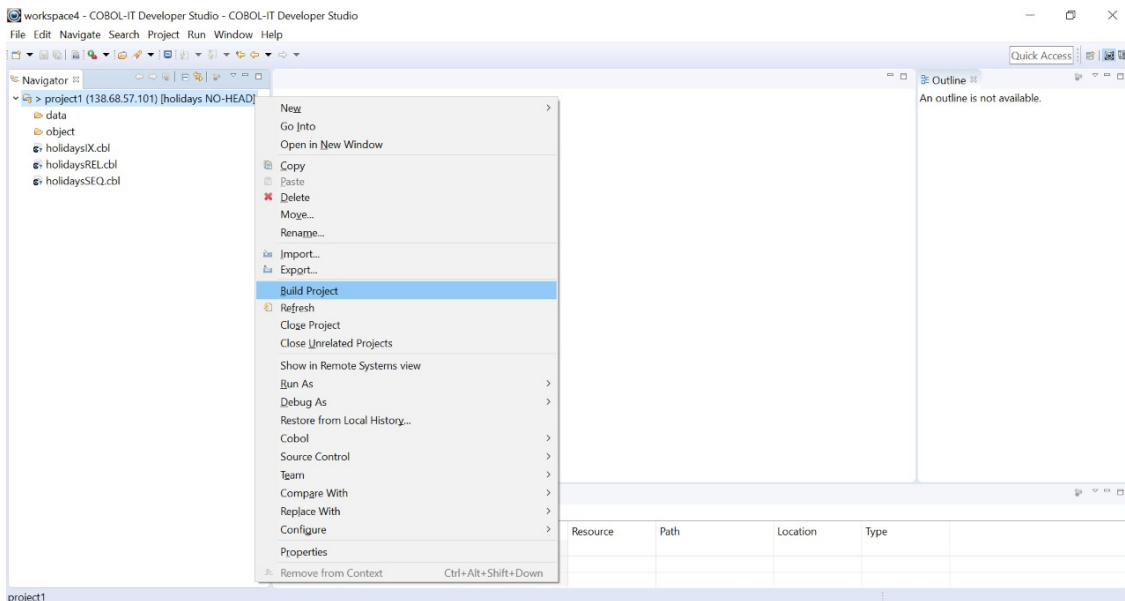 workspace4 - COBOL-IT Developer Studio - COBOL-IT Developer Studio
File Edit Navigate Search Project Run Window Help
Quick Access
Navigator
Outline
> project1 (138.68.57.101) [holidays NO-HEAD]
An outline is not available.
data
object
holidaysIX.cbl
holidaysREL.cbl
holidaysSEQ.cbl
New
Go Into
Open in New Window
Copy
Paste
Delete
Move...
Rename...
Import...
Export...
Build Project
Refresh
Close Project
Close Unrelated Projects
Show in Remote Systems view
Run As
Debug As
Restore from Local History...
Cobol
Source Control
Team
Compare With
Replace With
Configure
Properties
Remove from Context Ctrl+Alt+Shift+Down
Resource Path Location Type
project1